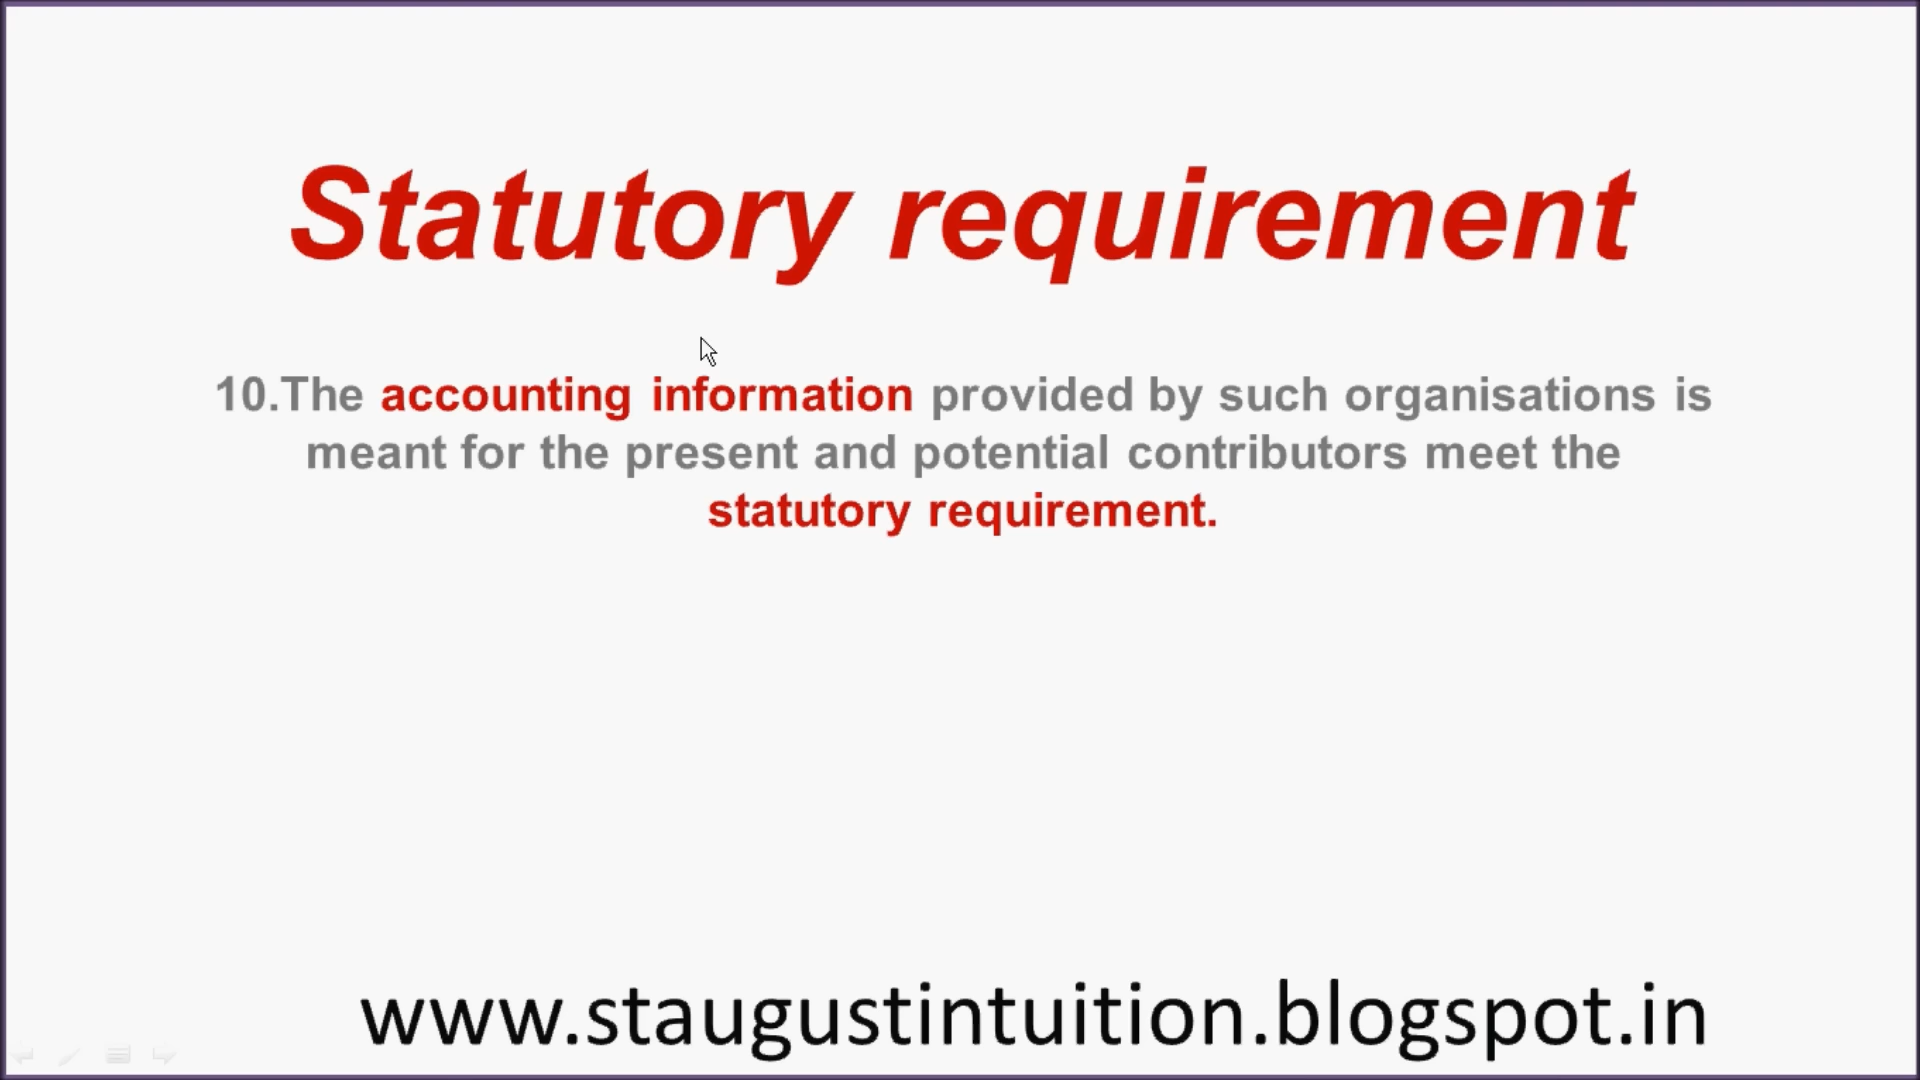 Statutory requirement
10.The accounting information provided by such organisations is
meant for the present and potential contributors meet the
statutory requirement.
www.staugustintuition.blogspot.in